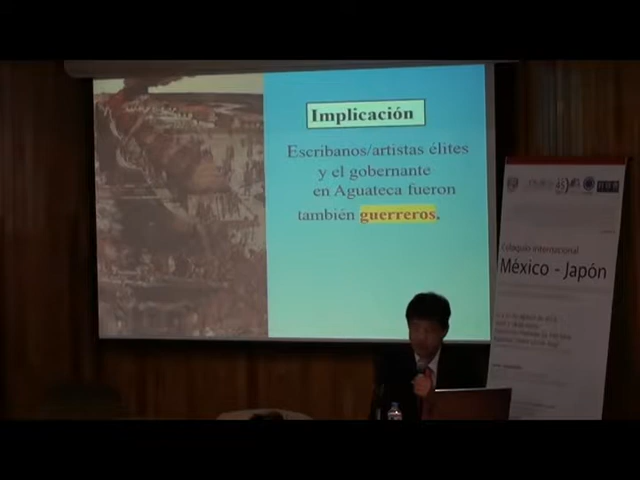 Implicación
Escribanos/artistas élites
y el gobernante
en Aguateca fueron
también guerreros.
Coloquio Internacional
México - Japón